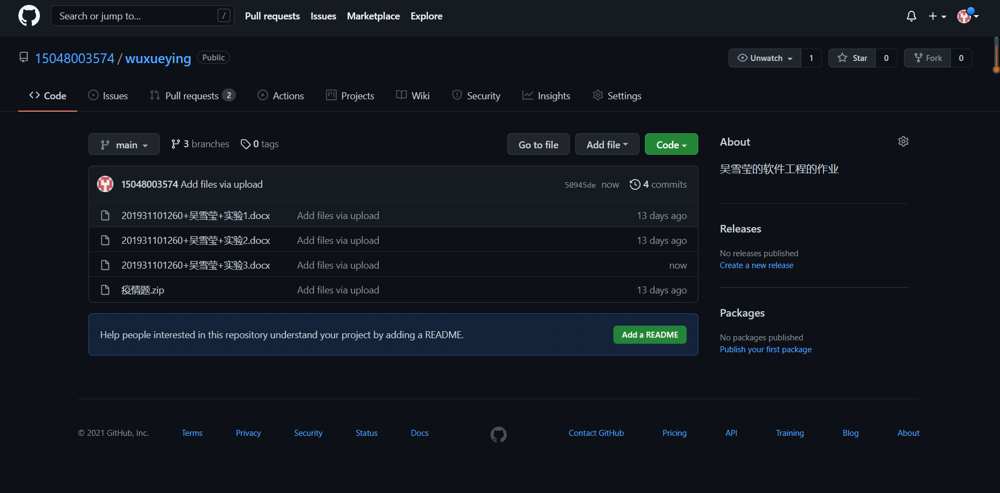 Search or jump to... / Pull requests Issues Marketplace Explore
15048003574 / wuxueying Public Unwatch 1 Star 0 Fork 0
Code Issues Pull requests 2 Actions Projects Wiki Security Insights Settings
main 3 branches 0 tags Go to file Add file Code
15048003574 Add files via upload 50945de now 4 commits
201931101260+吴雪莹+实验1.docx Add files via upload 13 days ago
201931101260+吴雪莹+实验2.docx Add files via upload 13 days ago
201931101260+吴雪莹+实验3.docx Add files via upload now
疫情题.zip Add files via upload 13 days ago
Help people interested in this repository understand your project by adding a README. Add a README
About
吴雪莹的软件工程的作业
Releases
No releases published
Create a new release
Packages
No packages published
Publish your first package
© 2021 GitHub, Inc. Terms Privacy Security Status Docs Contact GitHub Pricing API Training Blog About